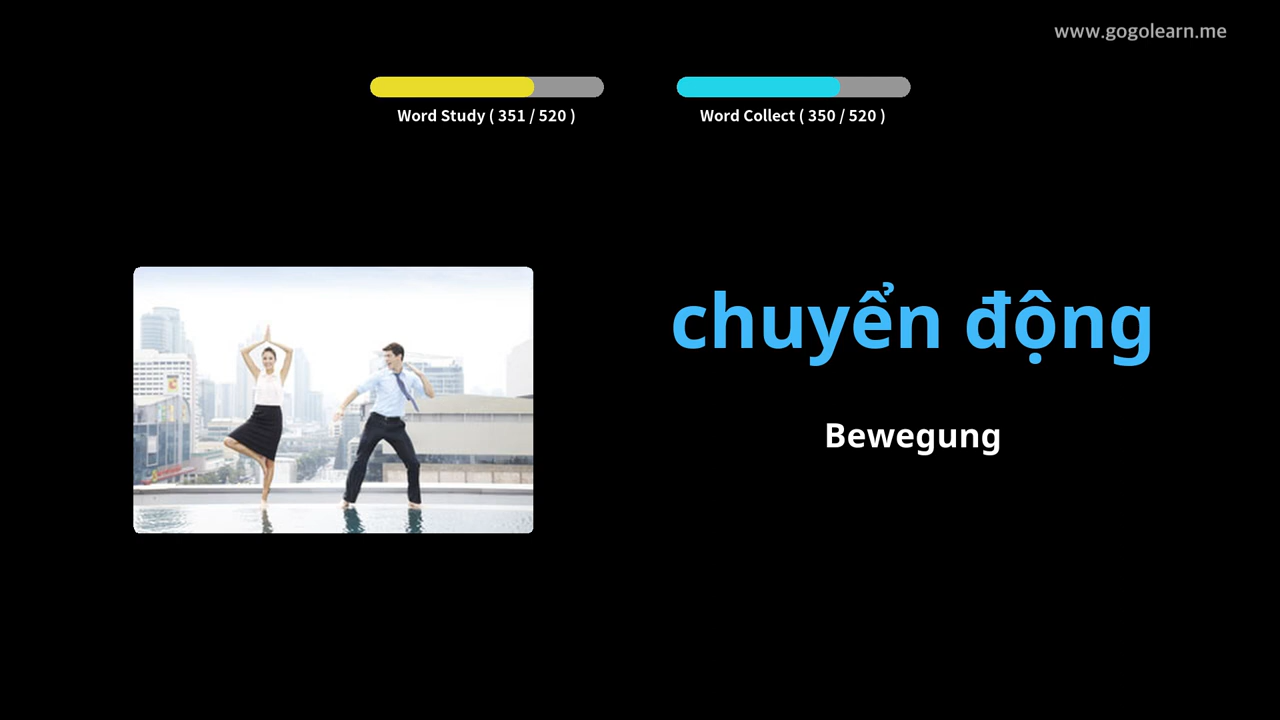 www.gogolearn.me
Word Study ( 351 / 520 )
Word Collect ( 350 / 520 )
chuyển động
Bewegung